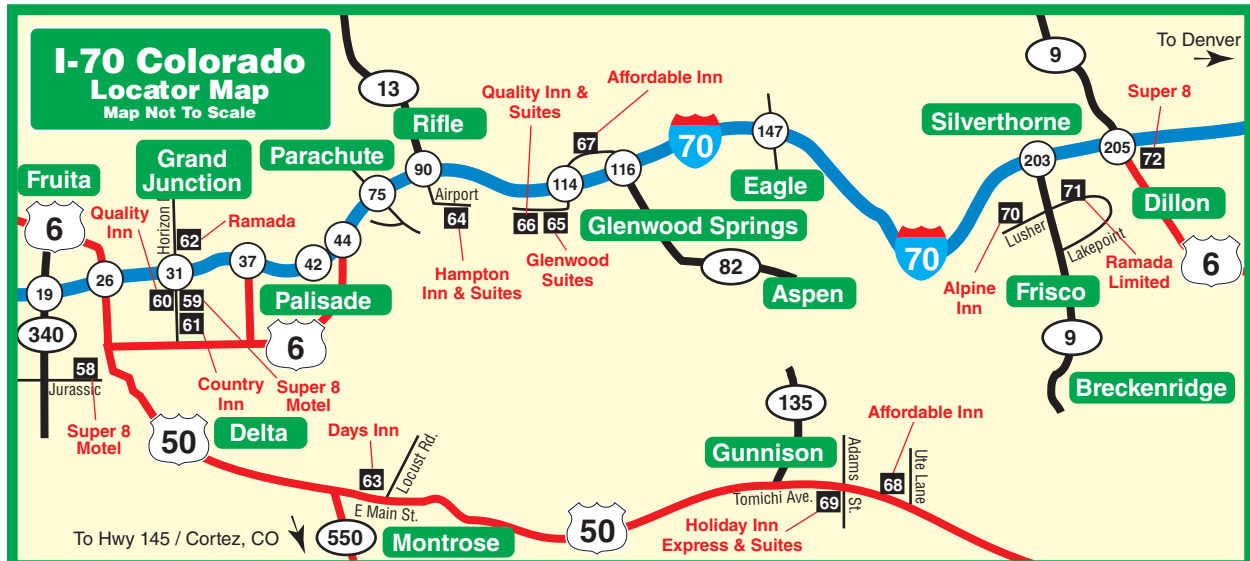 I-70 Colorado
Locator Map
Map Not To Scale
To Denver
9
13
Affordable Inn
Quality Inn &
Suites
Super 8
Rifle
67
70
147
Silverthorne
205
72
203
Grand
Junction
Parachute
90
116
114
75
Fruita
Airport
64
66
65
Eagle
71
70
Dillon
6
Quality
Inn
Horizon
62
Ramada
Glenwood Springs
Lusher
Lakepoint
44
37
42
31
26
19
Hampton
Inn & Suites
Glenwood
Suites
82
Aspen
70
Alpine
Inn
Frisco
Ramada
Limited
6
60
59
61
Palisade
340
6
9
58
Jurassic
Country
Inn
Super 8
Motel
Breckenridge
Super 8
Motel
50
Delta
Days Inn
63
Locust Rd.
135
Affordable Inn
Gunnison
Adams St.
Ute Lane
68
Tomichi Ave.
69
E Main St.
50
Holiday Inn
Express & Suites
To Hwy 145 / Cortez, CO
550
Montrose